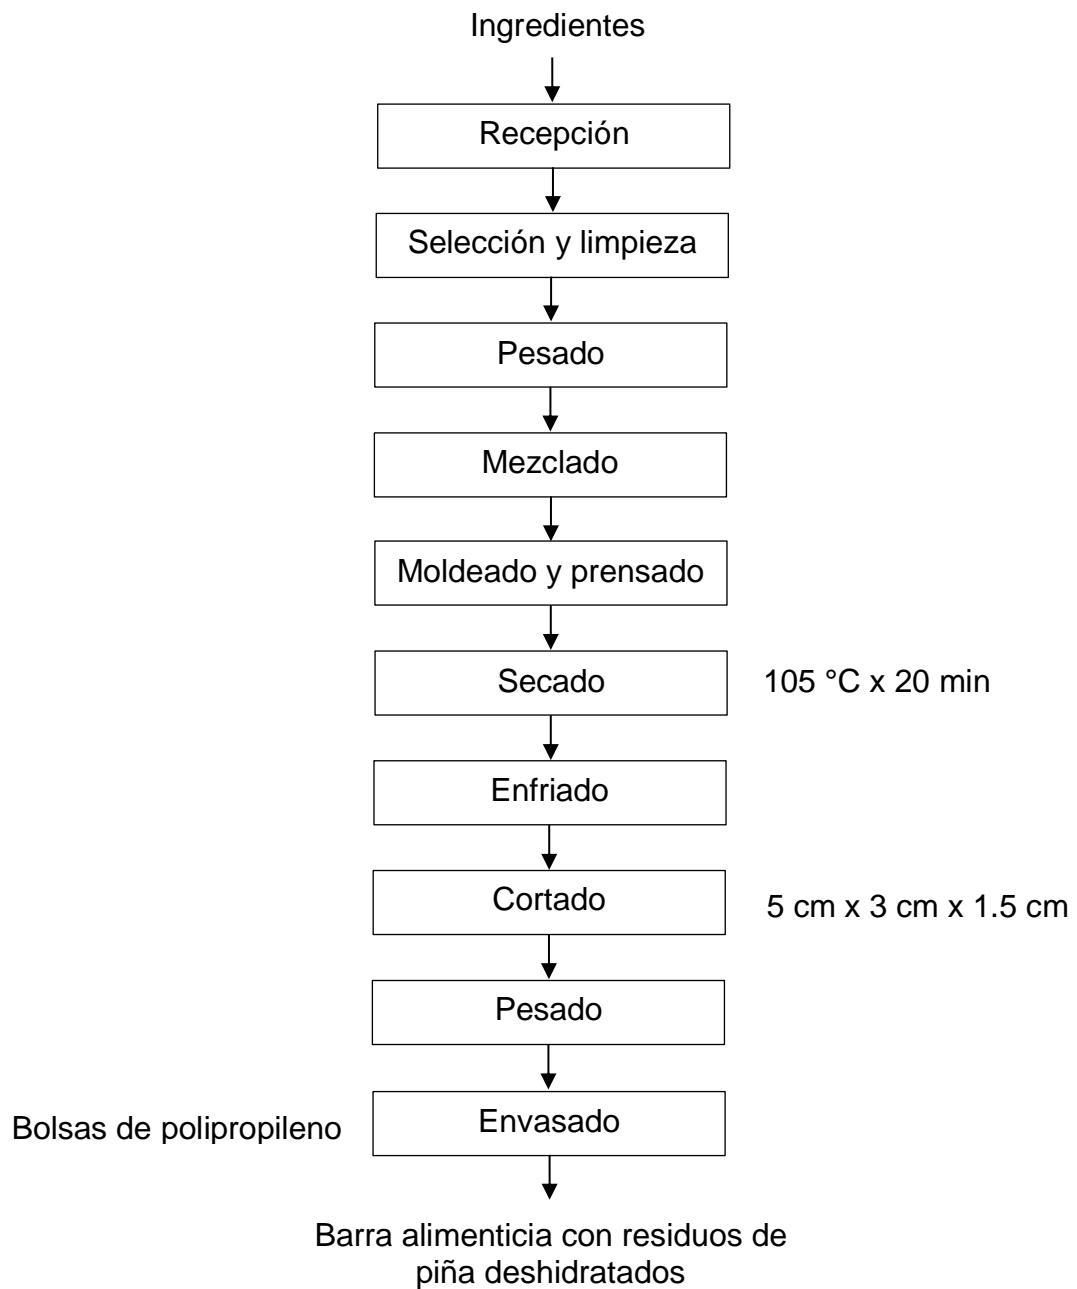 Ingredientes
Recepción
Selección y limpieza
Pesado
Mezclado
Moldeado y prensado
Secado
105 °C x 20 min
Enfriado
Cortado
5 cm x 3 cm x 1.5 cm
Pesado
Bolsas de polipropileno
Envasado
Barra alimenticia con residuos de
piña deshidratados